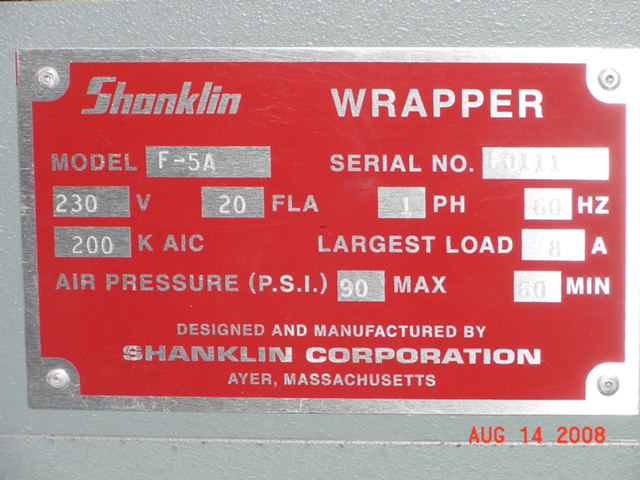 Shanklin WRAPPER
MODEL F-5A SERIAL NO.
230 V 20 FLA 1 PH 60 HZ
200 K AIC LARGEST LOAD 8 A
AIR PRESSURE (P.S.I.) 90 MAX 60 MIN
DESIGNED AND MANUFACTURED BY
SHANKLIN CORPORATION
AYER, MASSACHUSETTS
AUG 14 2008